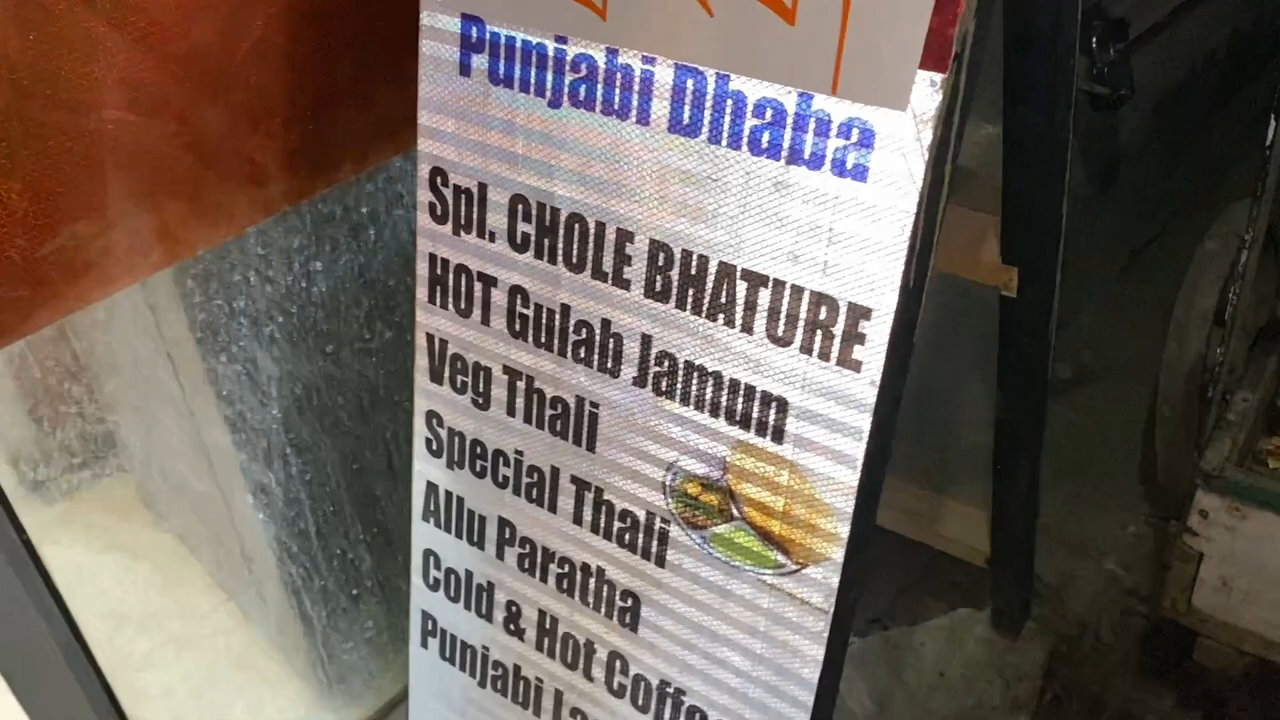 Punjabi Dhaba
Spl. CHOLE BHATURE
HOT Gulab Jamun
Veg Thali
Special Thali
Allu Paratha
Cold & Hot
Punjabi